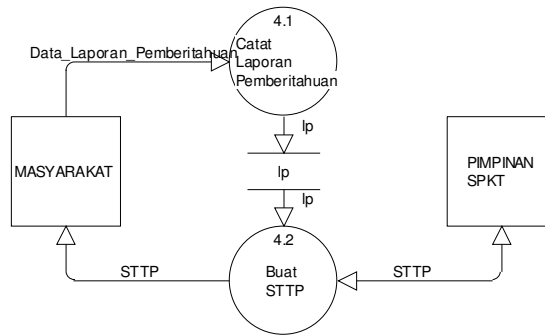 4.1
Catat
Laporan
Pemberitahuan
Data_Laporan_Pemberitahuan
lp
MASYARAKAT
lp
PIMPINAN
SPKT
lp
4.2
Buat
STTP
STTP
STTP